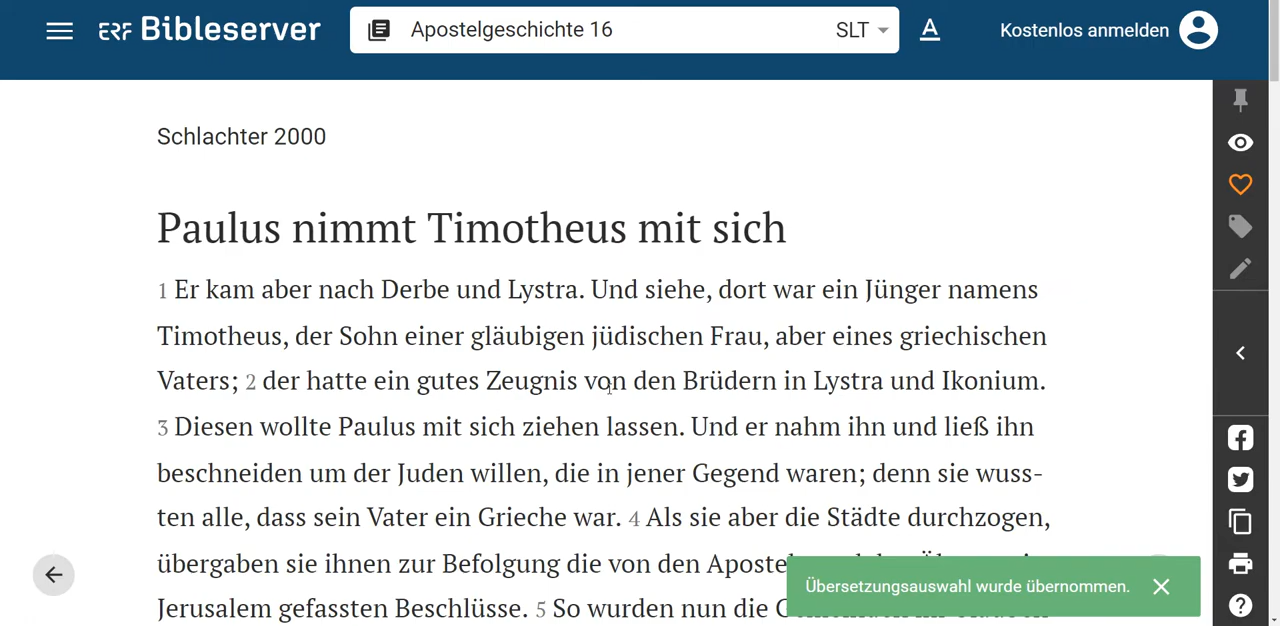 ERF Bibleserver
Apostelgeschichte 16
SLT
A
Kostenlos anmelden
Schlachter 2000
Paulus nimmt Timotheus mit sich
1 Er kam aber nach Derbe und Lystra. Und siehe, dort war ein Jünger namens
Timotheus, der Sohn einer gläubigen jüdischen Frau, aber eines griechischen
Vaters; 2 der hatte ein gutes Zeugnis von den Brüdern in Lystra und Ikonium.
3 Diesen wollte Paulus mit sich ziehen lassen. Und er nahm ihn und ließ ihn
beschneiden um der Juden willen, die in jener Gegend waren; denn sie wuss-
ten alle, dass sein Vater ein Grieche war. 4 Als sie aber die Städte durchzogen,
übergaben sie ihnen zur Befolgung die von den
Jerusalem gefassten Beschlüsse. 5 So wurden nun die
Übersetzungsauswahl wurde übernommen.